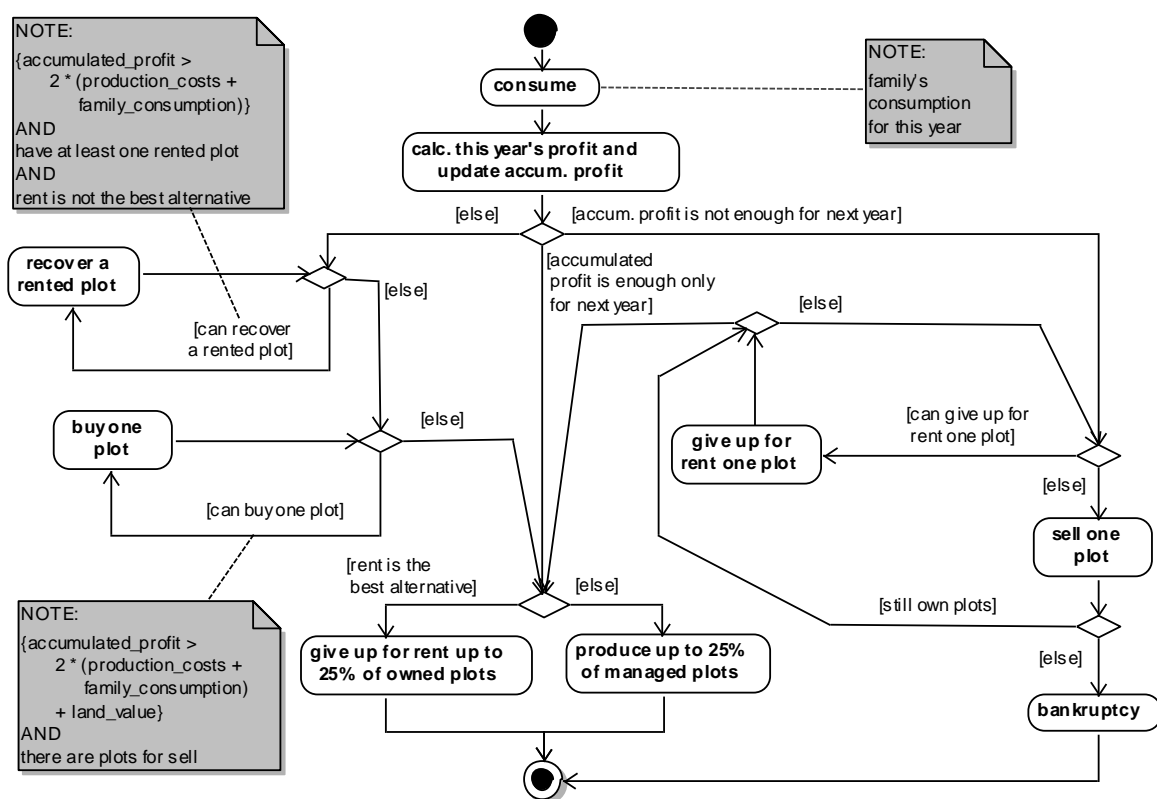 NOTE:
{accumulated_profit >
2 * (production_costs +
family_consumption)}
AND
have at least one rented plot
AND
rent is not the best alternative
consume
NOTE:
family's
consumption
for this year
calc. this year's profit and
update accum. profit
[else]
[accum. profit is not enough for next year]
recover a
rented plot
[else]
[accumulated
profit is enough only
for next year]
[else]
[can recover
a rented plot]
buy one
plot
[else]
[can give up for
rent one plot]
give up for
rent one plot
[else]
[can buy one plot]
sell one
plot
[rent is the
best alternative]
[else]
[still own plots]
NOTE:
{accumulated_profit >
2 * (production_costs +
family_consumption)
+ land_value}
AND
there are plots for sell
give up for rent up to
25% of owned plots
produce up to 25%
of managed plots
[else]
bankruptcy